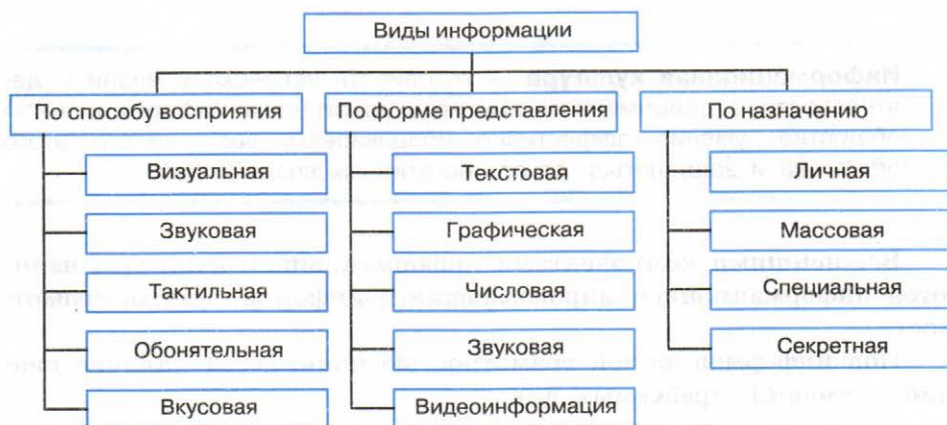 Виды информации
По способу восприятия
Визуальная
Звуковая
Тактильная
Обонятельная
Вкусовая
По форме представления
Текстовая
Графическая
Числовая
Звуковая
Видеоинформация
По назначению
Личная
Массовая
Специальная
Секретная